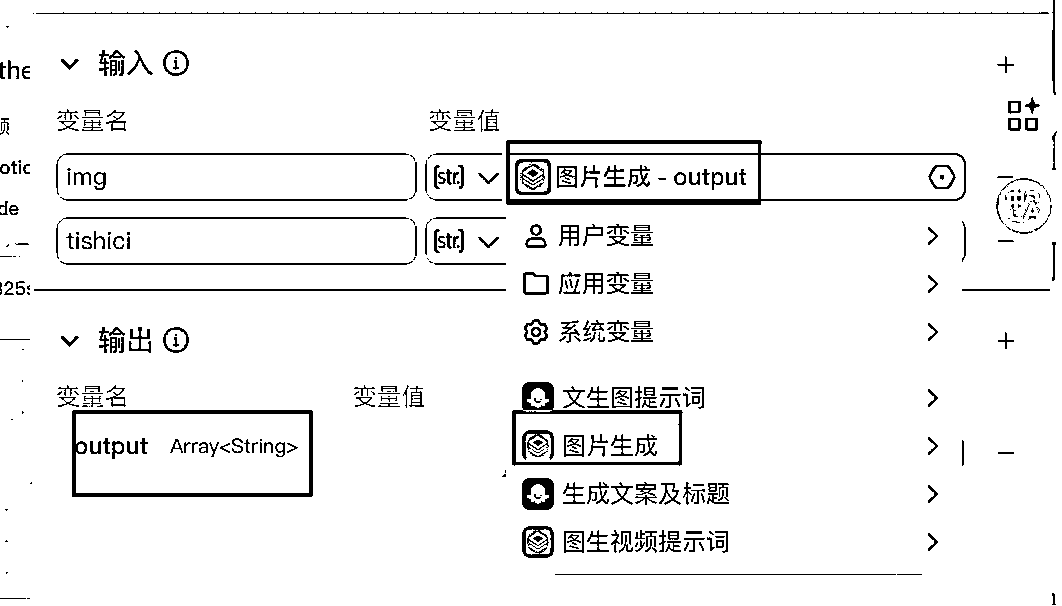 输入
the
变量名 变量值
频
img str. 图片生成 - output
otic
de
tishici str. 用户变量
应用变量
325s
系统变量
输出
变量名 变量值
文生图提示词
output Array<String> 图片生成
生成文案及标题
图生视频提示词